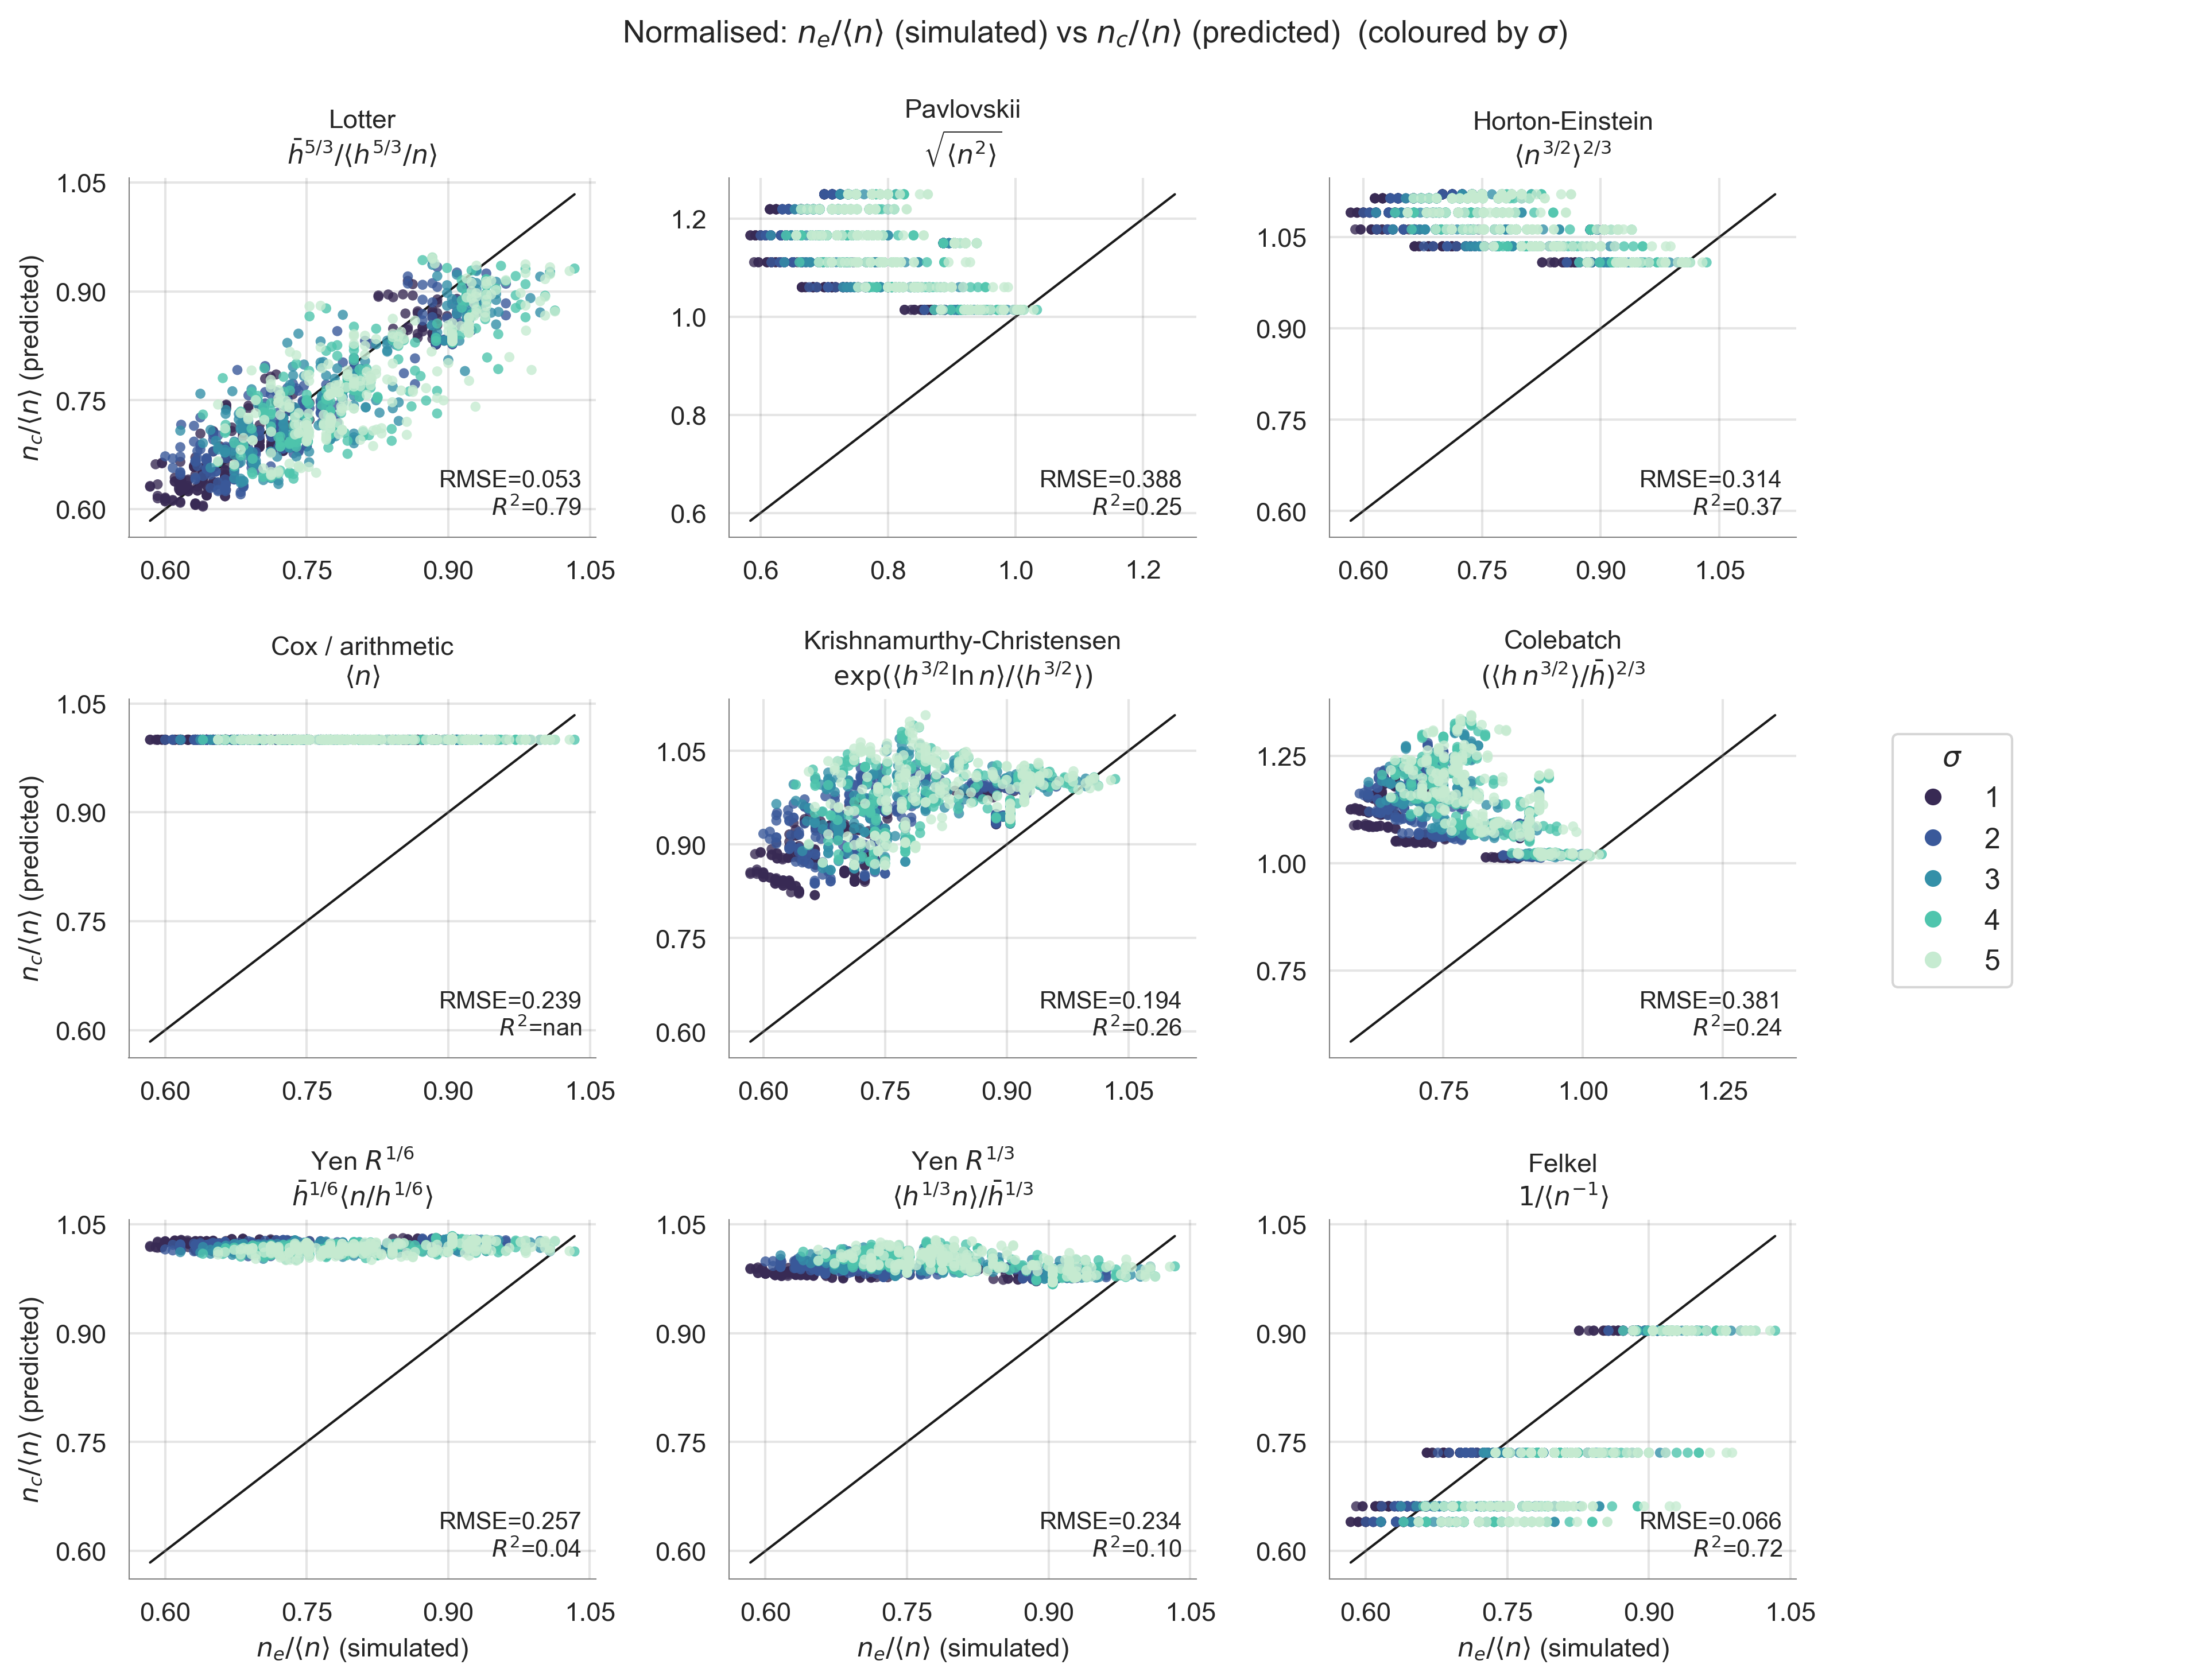 Normalised: nₑ/⟨n⟩ (simulated) vs n_c/⟨n⟩ (predicted) (coloured by σ)
Lotter
h̄^{5/3}/⟨h^{5/3}/n⟩
1.05
0.90
0.75
0.60
n_c/⟨n⟩ (predicted)
RMSE=0.053
R²=0.79
0.60 0.75 0.90 1.05
Pavlovskii
√⟨n²⟩
1.2
1.0
0.8
0.6
RMSE=0.388
R²=0.25
0.6 0.8 1.0 1.2
Horton-Einstein
⟨n^{3/2}⟩^{2/3}
1.05
0.90
0.75
0.60
RMSE=0.314
R²=0.37
0.60 0.75 0.90 1.05
Cox / arithmetic
⟨n⟩
1.05
0.90
0.75
0.60
n_c/⟨n⟩ (predicted)
RMSE=0.239
R²=nan
0.60 0.75 0.90 1.05
Krishnamurthy-Christensen
exp(⟨h^{3/2} ln n⟩/⟨h^{3/2}⟩)
1.05
0.90
0.75
0.60
RMSE=0.194
R²=0.26
0.60 0.75 0.90 1.05
Colebatch
(⟨h n^{3/2}⟩/h̄)^{2/3}
1.25
1.00
0.75
RMSE=0.381
R²=0.24
0.75 1.00 1.25
σ
1
2
3
4
5
Yen R^{1/6}
h̄^{1/6}⟨n/h^{1/6}⟩
1.05
0.90
0.75
0.60
n_c/⟨n⟩ (predicted)
RMSE=0.257
R²=0.04
0.60 0.75 0.90 1.05
nₑ/⟨n⟩ (simulated)
Yen R^{1/3}
⟨h^{1/3}n⟩/h̄^{1/3}
1.05
0.90
0.75
0.60
RMSE=0.234
R²=0.10
0.60 0.75 0.90 1.05
nₑ/⟨n⟩ (simulated)
Felkel
1/⟨n⁻¹⟩
1.05
0.90
0.75
0.60
RMSE=0.066
R²=0.72
0.60 0.75 0.90 1.05
nₑ/⟨n⟩ (simulated)